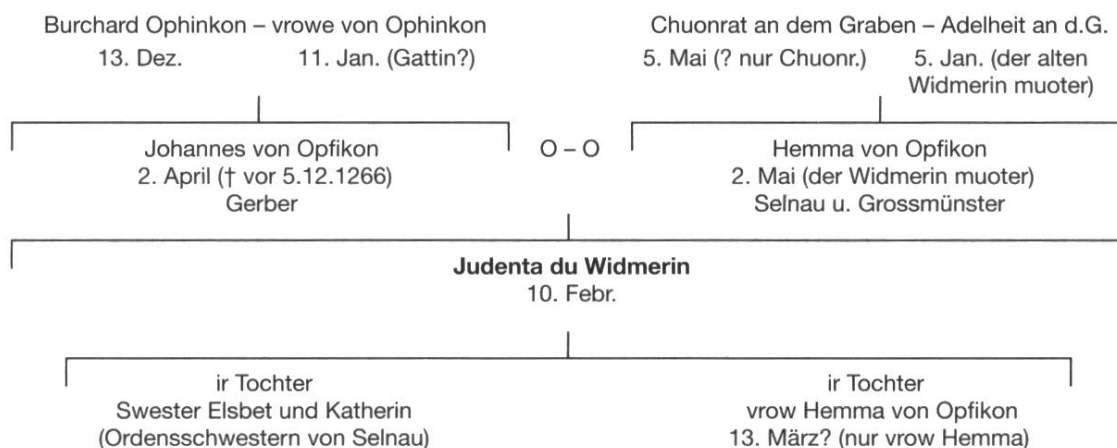 Burchard Ophinkon – vrowe von Ophinkon
13. Dez. 11. Jan. (Gattin?)
Chuonrat an dem Graben – Adelheit an d.G.
5. Mai (? nur Chuonr.) 5. Jan. (der alten
Widmerin muoter)
Johannes von Opfikon
2. April († vor 5.12.1266)
Gerber
O – O
Hemma von Opfikon
2. Mai (der Widmerin muoter)
Selnau u. Grossmünster
Judenta du Widmerin
10. Febr.
ir Tochter
Swester Elsbet und Katherin
(Ordensschwestern von Selnau)
ir Tochter
vrow Hemma von Opfikon
13. März? (nur vrow Hemma)